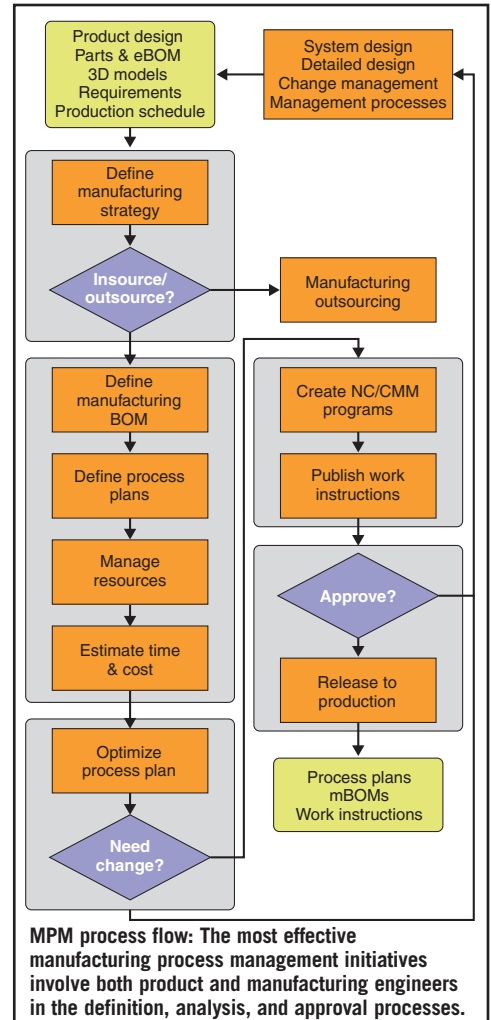 Product design
Parts & eBOM
3D models
Requirements
Production schedule
System design
Detailed design
Change management
Management processes
Define
manufacturing
strategy
Insource/
outsource?
Manufacturing
outsourcing
Define
manufacturing
BOM
Define process
plans
Manage
resources
Estimate time
& cost
Optimize
process plan
Need
change?
Create NC/CMM
programs
Publish work
instructions
Approve?
Release to
production
Process plans
mBOMs
Work instructions
MPM process flow: The most effective
manufacturing process management initiatives
involve both product and manufacturing engineers
in the definition, analysis, and approval processes.